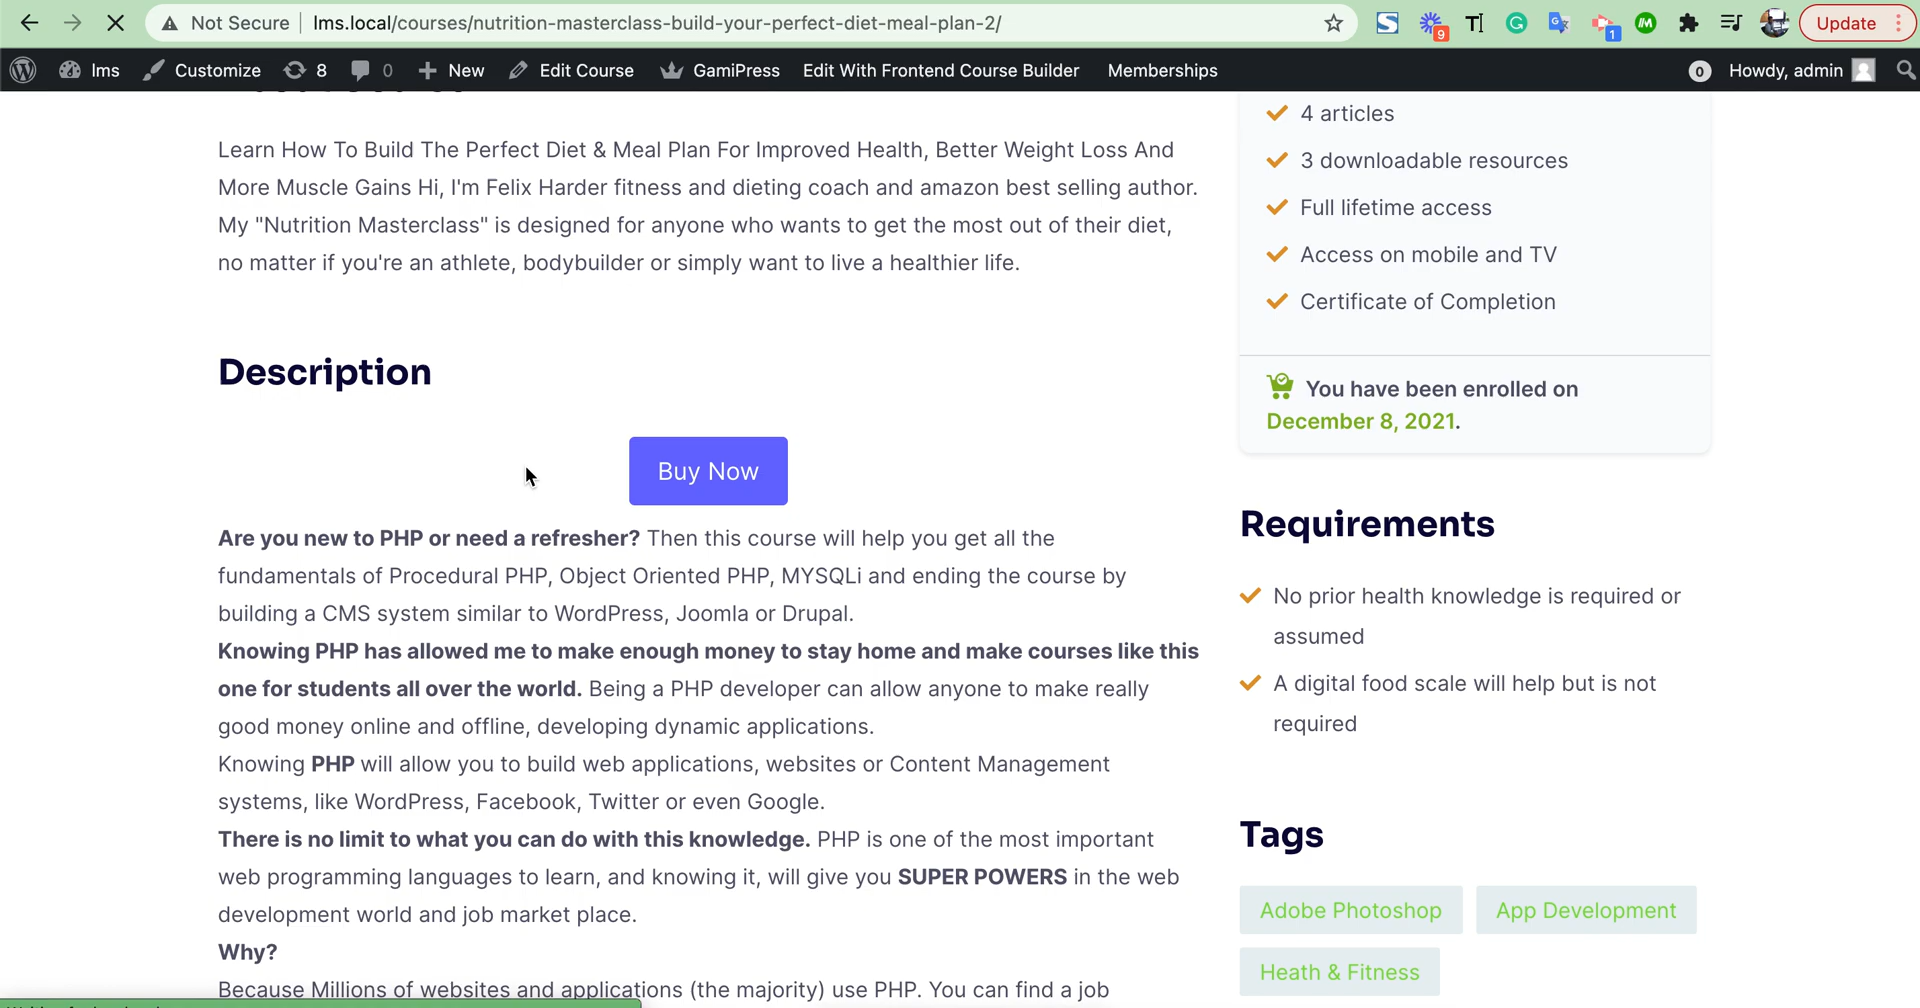 Not Secure
lms.local/courses/nutrition-masterclass-build-your-perfect-diet-meal-plan-2/
9
1
Update
lms
Customize
8
0
New
Edit Course
GamiPress
Edit With Frontend Course Builder
Memberships
0
Howdy, admin
Learn How To Build The Perfect Diet & Meal Plan For Improved Health, Better Weight Loss And
More Muscle Gains Hi, I'm Felix Harder fitness and dieting coach and amazon best selling author.
My "Nutrition Masterclass" is designed for anyone who wants to get the most out of their diet,
no matter if you're an athlete, bodybuilder or simply want to live a healthier life.
Description
Buy Now
Are you new to PHP or need a refresher? Then this course will help you get all the
fundamentals of Procedural PHP, Object Oriented PHP, MYSQLi and ending the course by
building a CMS system similar to WordPress, Joomla or Drupal.
Knowing PHP has allowed me to make enough money to stay home and make courses like this
one for students all over the world. Being a PHP developer can allow anyone to make really
good money online and offline, developing dynamic applications.
Knowing PHP will allow you to build web applications, websites or Content Management
systems, like WordPress, Facebook, Twitter or even Google.
There is no limit to what you can do with this knowledge. PHP is one of the most important
web programming languages to learn, and knowing it, will give you SUPER POWERS in the web
development world and job market place.
Why?
Because Millions of websites and applications (the majority) use PHP. You can find a job
4 articles
3 downloadable resources
Full lifetime access
Access on mobile and TV
Certificate of Completion
You have been enrolled on
December 8, 2021.
Requirements
No prior health knowledge is required or
assumed
A digital food scale will help but is not
required
Tags
Adobe Photoshop
App Development
Heath & Fitness